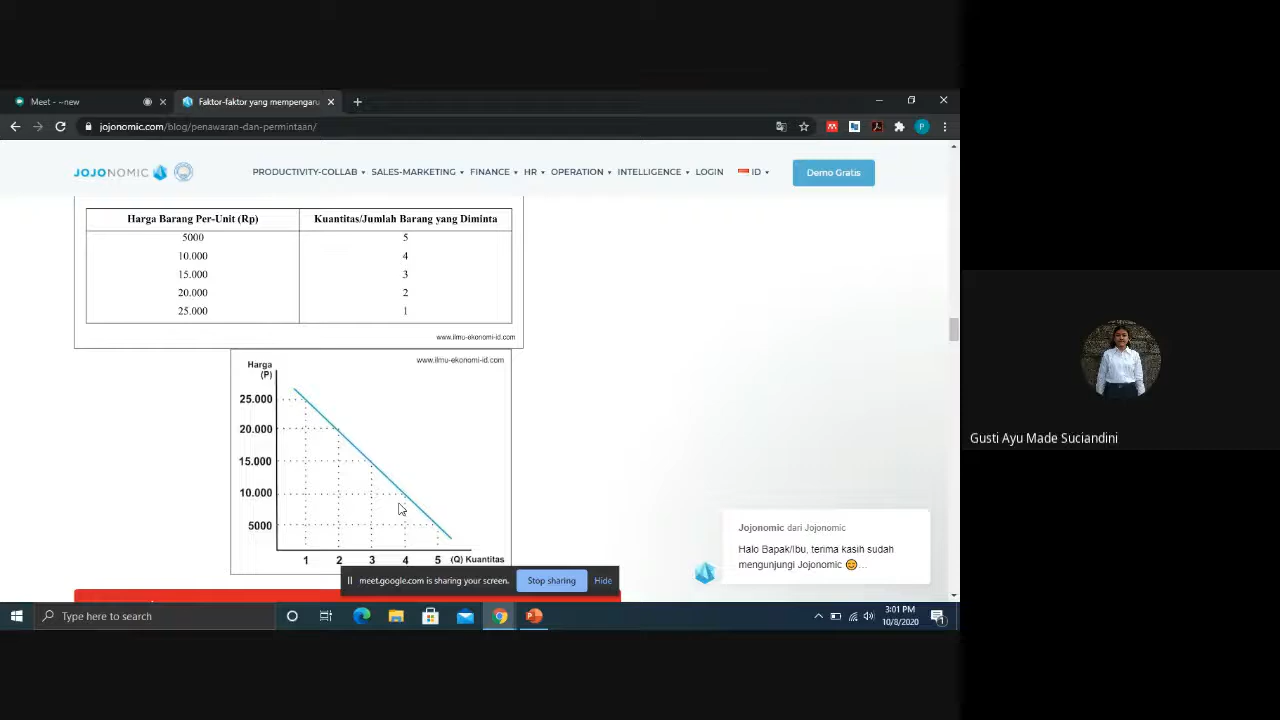 Meet - ~new
Faktor-faktor yang mempengaru
jojonomic.com/blog/penawaran-dan-permintaan/
P
JOJONOMIC
PRODUCTIVITY-COLLAB SALES-MARKETING FINANCE HR OPERATION INTELLIGENCE LOGIN ID
Demo Gratis
Harga Barang Per-Unit (Rp) Kuantitas/Jumlah Barang yang Diminta
5000 5
10.000 4
15.000 3
20.000 2
25.000 1
www.ilmu-ekonomi-id.com
www.ilmu-ekonomi-id.com
Harga
(P)
25.000
20.000
15.000
10.000
5000
1 2 3 4 5 (Q) Kuantitas
Gusti Ayu Made Suciandini
Jojonomic dari Jojonomic
Halo Bapak/Ibu, terima kasih sudah
mengunjungi Jojonomic 😊...
meet.google.com is sharing your screen. Stop sharing Hide
Type here to search
3:01 PM
10/8/2020
1